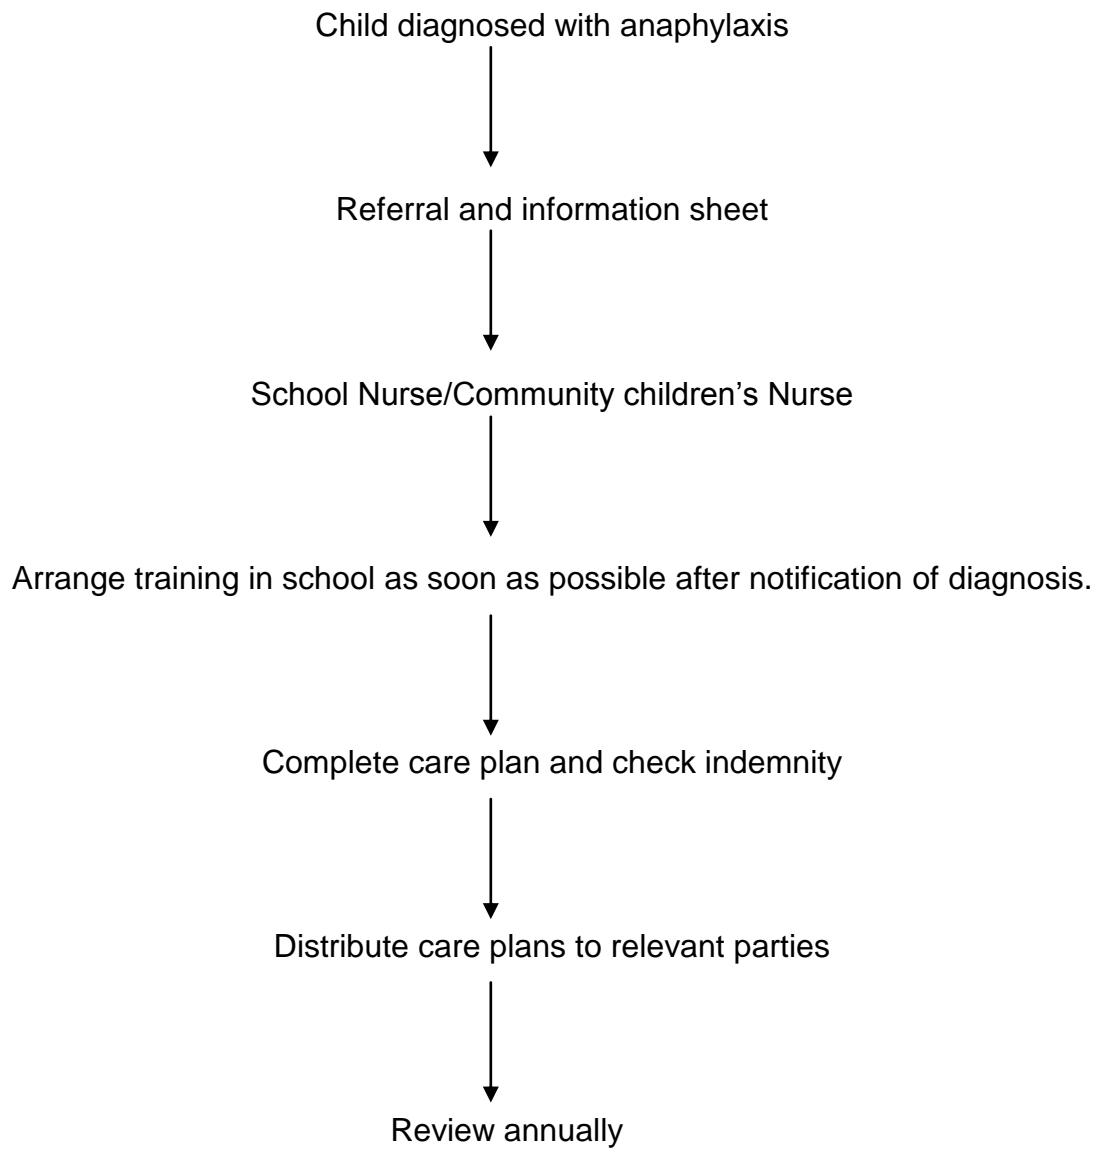 Child diagnosed with anaphylaxis
Referral and information sheet
School Nurse/Community children’s Nurse
Arrange training in school as soon as possible after notification of diagnosis.
Complete care plan and check indemnity
Distribute care plans to relevant parties
Review annually